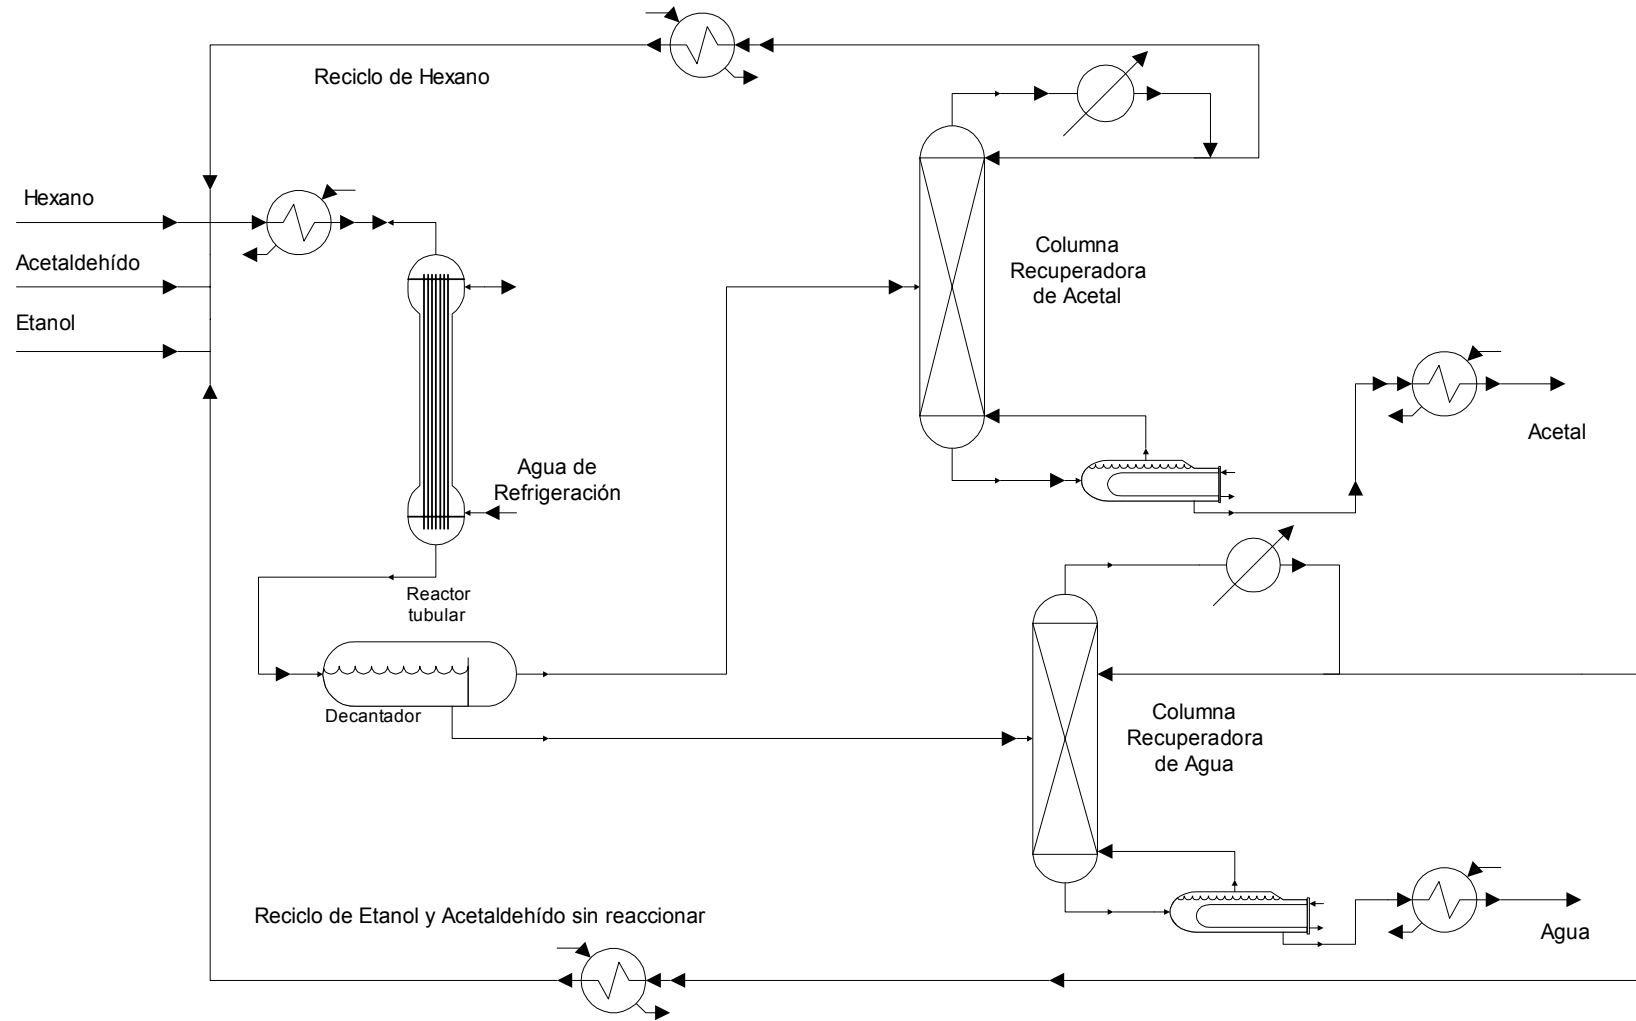 Reciclo de Hexano
Hexano
Acetaldehído
Etanol
Columna
Recuperadora
de Acetal
Acetal
Agua de
Refrigeración
Reactor
tubular
Decantador
Columna
Recuperadora
de Agua
Reciclo de Etanol y Acetaldehído sin reaccionar
Agua